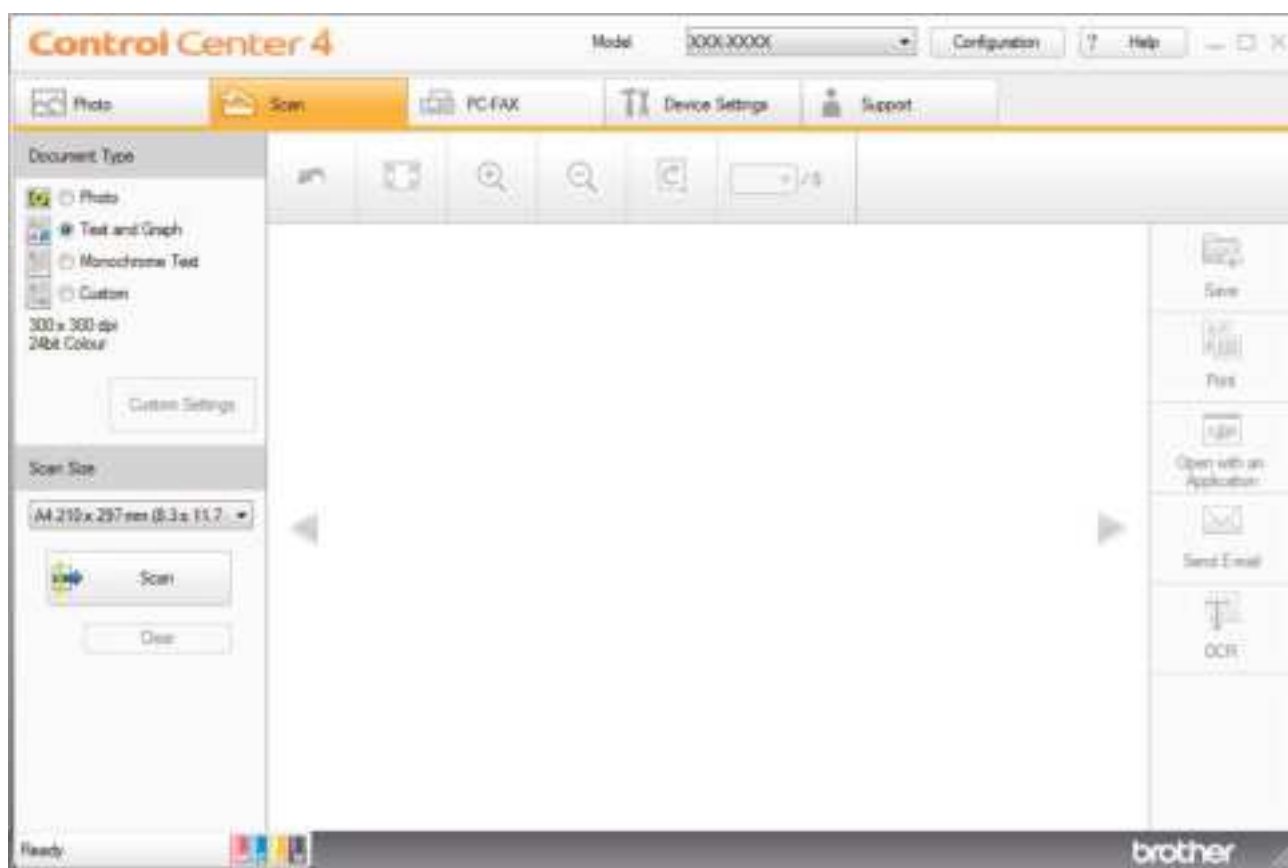 Control Center 4
Model XXX-XXXXX Configuration ? Help
Photo Scan PC-FAX Device Settings Support
Document Type
Photo
Text and Graph
Monochrome Text
Custom
300 x 300 dpi
24bit Colour
Custom Settings
Scan Size
A4 210 x 297 mm (8.3 x 11.7
Scan
Clear
Save
Print
Open with an
Application
Send E-mail
OCR
Ready
brother